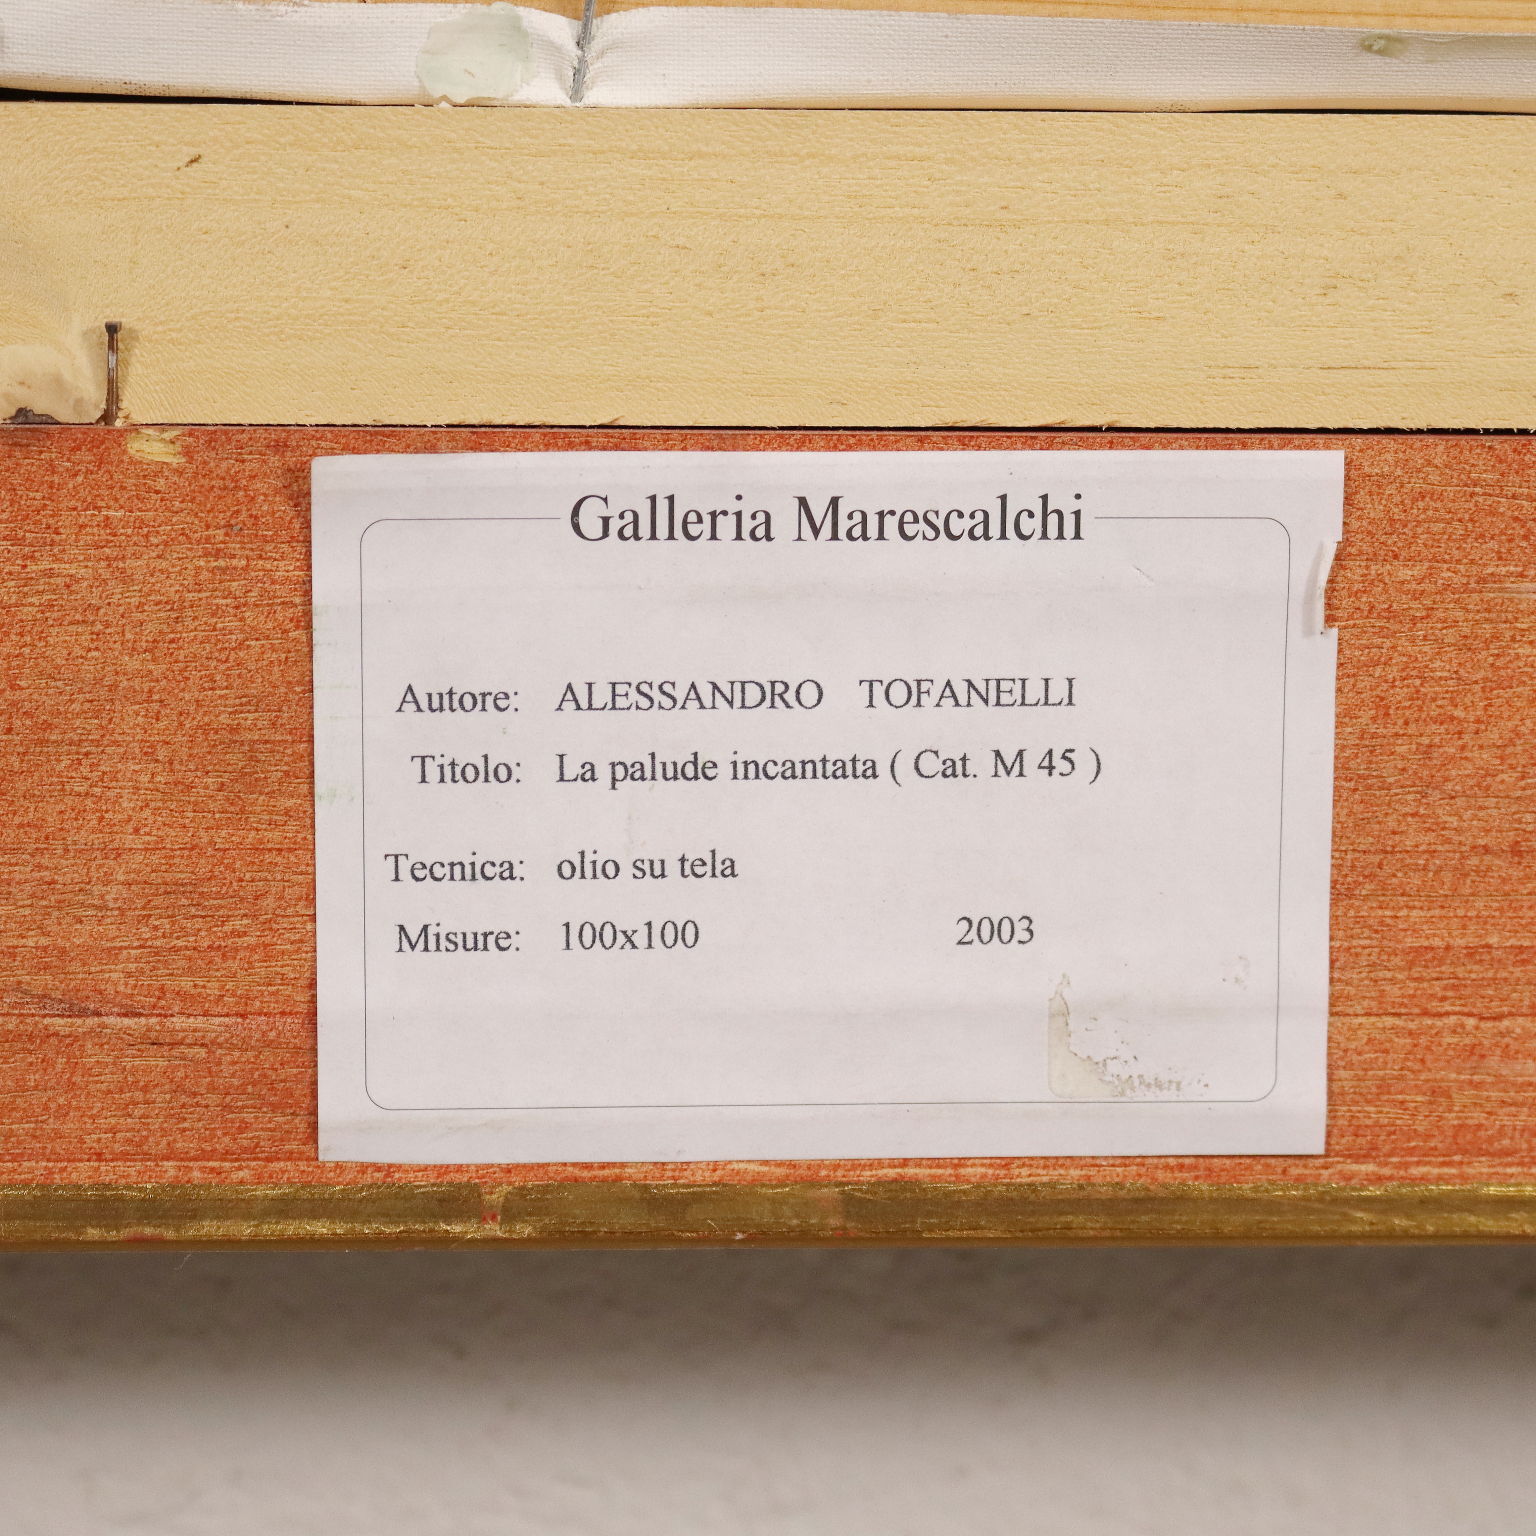 Galleria Marescalchi
Autore: ALESSANDRO TOFANELLI
Titolo: La palude incantata ( Cat. M 45 )
Tecnica: olio su tela
Misure: 100x100 2003